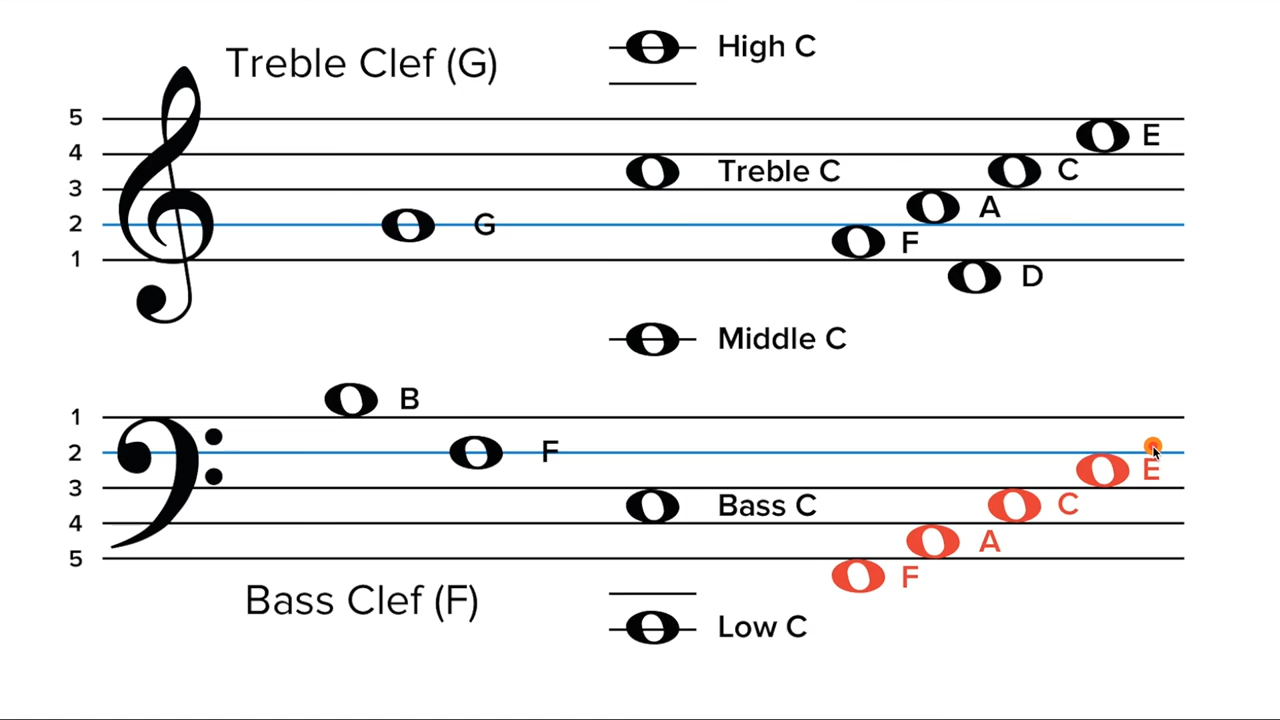 Treble Clef (G)
High C
5
4
E
Treble C
C
3
A
2
G
F
1
D
Middle C
B
1
2
F
E
3
Bass C
C
4
A
5
F
Bass Clef (F)
Low C